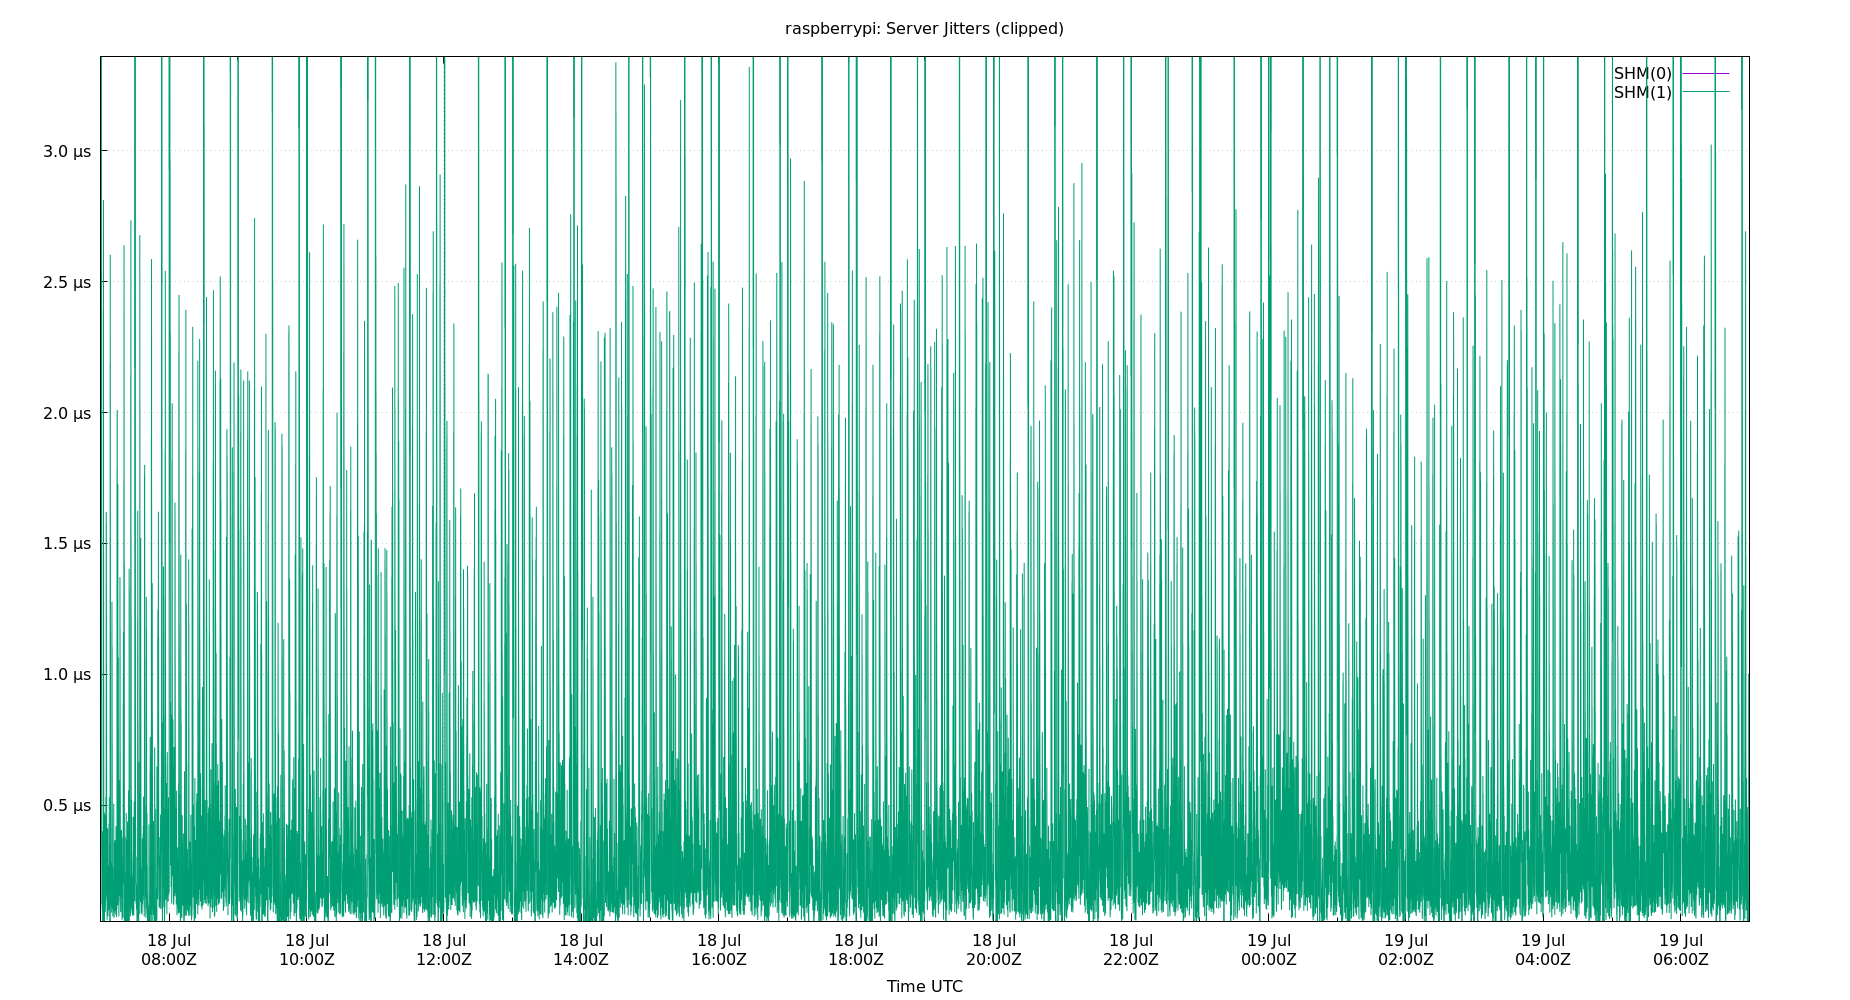 raspberrypi: Server Jitters (clipped)
SHM(0)
SHM(1)
3.0 µs
2.5 µs
2.0 µs
1.5 µs
1.0 µs
0.5 µs
18 Jul 18 Jul 18 Jul 18 Jul 18 Jul 18 Jul 18 Jul 18 Jul 19 Jul 19 Jul 19 Jul 19 Jul
08:00Z 10:00Z 12:00Z 14:00Z 16:00Z 18:00Z 20:00Z 22:00Z 00:00Z 02:00Z 04:00Z 06:00Z
Time UTC